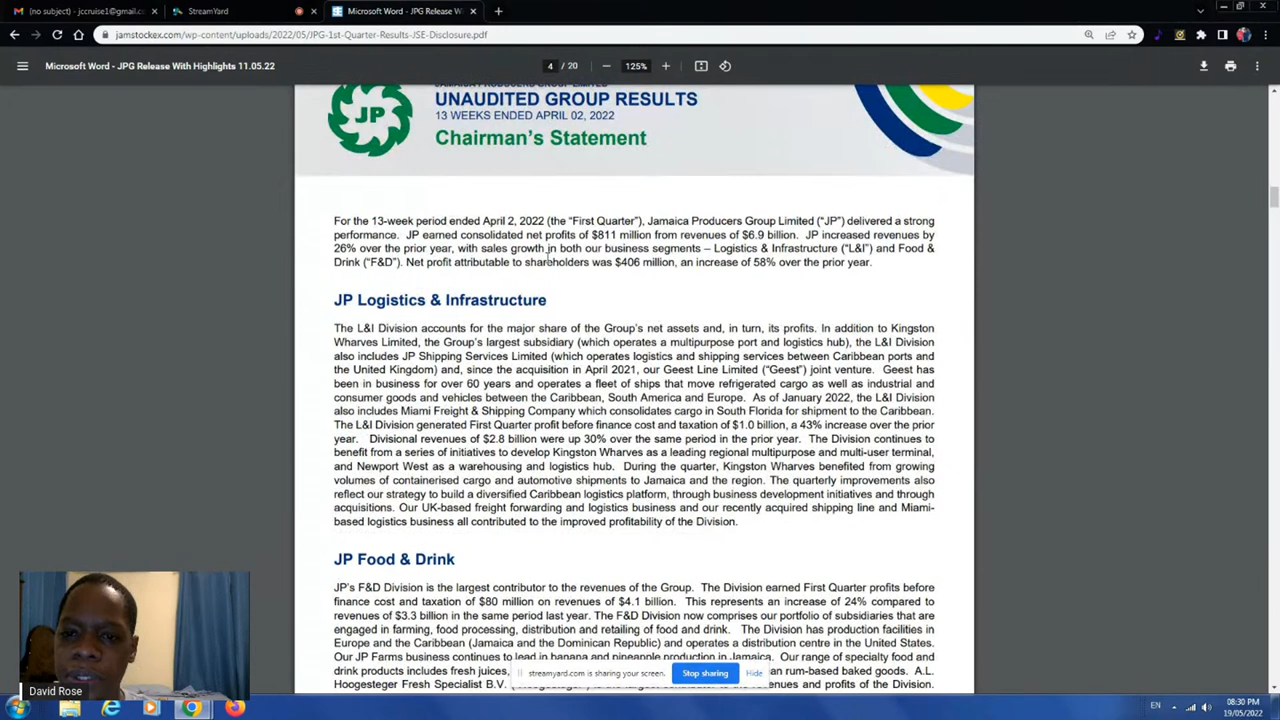 (no subject) - jccruise1@gmail.co
StreamYard
Microsoft Word - JPG Release W
jamstockex.com/wp-content/uploads/2022/05/JPG-1st-Quarter-Results-JSE-Disclosure.pdf
Microsoft Word - JPG Release With Highlights 11.05.22
4 / 20
125%
JP
JAMAICA PRODUCERS GROUP LIMITED
UNAUDITED GROUP RESULTS
13 WEEKS ENDED APRIL 02, 2022
Chairman's Statement
For the 13-week period ended April 2, 2022 (the "First Quarter"), Jamaica Producers Group Limited ("JP") delivered a strong
performance. JP earned consolidated net profits of $811 million from revenues of $6.9 billion. JP increased revenues by
26% over the prior year, with sales growth in both our business segments – Logistics & Infrastructure ("L&I") and Food &
Drink ("F&D"). Net profit attributable to shareholders was $406 million, an increase of 58% over the prior year.
JP Logistics & Infrastructure
The L&I Division accounts for the major share of the Group's net assets and, in turn, its profits. In addition to Kingston
Wharves Limited, the Group's largest subsidiary (which operates a multipurpose port and logistics hub), the L&I Division
also includes JP Shipping Services Limited (which operates logistics and shipping services between Caribbean ports and
the United Kingdom) and, since the acquisition in April 2021, our Geest Line Limited ("Geest") joint venture. Geest has
been in business for over 60 years and operates a fleet of ships that move refrigerated cargo as well as industrial and
consumer goods and vehicles between the Caribbean, South America and Europe. As of January 2022, the L&I Division
also includes Miami Freight & Shipping Company which consolidates cargo in South Florida for shipment to the Caribbean.
The L&I Division generated First Quarter profit before finance cost and taxation of $1.0 billion, a 43% increase over the prior
year. Divisional revenues of $2.8 billion were up 30% over the same period in the prior year. The Division continues to
benefit from a series of initiatives to develop Kingston Wharves as a leading regional multipurpose and multi-user terminal,
and Newport West as a warehousing and logistics hub. During the quarter, Kingston Wharves benefited from growing
volumes of containerised cargo and automotive shipments to Jamaica and the region. The quarterly improvements also
reflect our strategy to build a diversified Caribbean logistics platform, through business development initiatives and through
acquisitions. Our UK-based freight forwarding and logistics business and our recently acquired shipping line and Miami-
based logistics business all contributed to the improved profitability of the Division.
JP Food & Drink
JP's F&D Division is the largest contributor to the revenues of the Group. The Division earned First Quarter profits before
finance cost and taxation of $80 million on revenues of $4.1 billion. This represents an increase of 24% compared to
revenues of $3.3 billion in the same period last year. The F&D Division now comprises our portfolio of subsidiaries that are
engaged in farming, food processing, distribution and retailing of food and drink. The Division has production facilities in
Europe and the Caribbean (Jamaica and the Dominican Republic) and operates a distribution centre in the United States.
Our JP Farms business continues to lead in banana and pineapple production in Jamaica. Our range of specialty food and
drink products includes fresh juices, an rum-based baked goods. A.L.
Hoogesteger Fresh Specialist B.V. enues and profits of the Division.
streamyard.com is sharing your screen.
Stop sharing
Hide
David Rose
EN
08:30 PM
19/05/2022